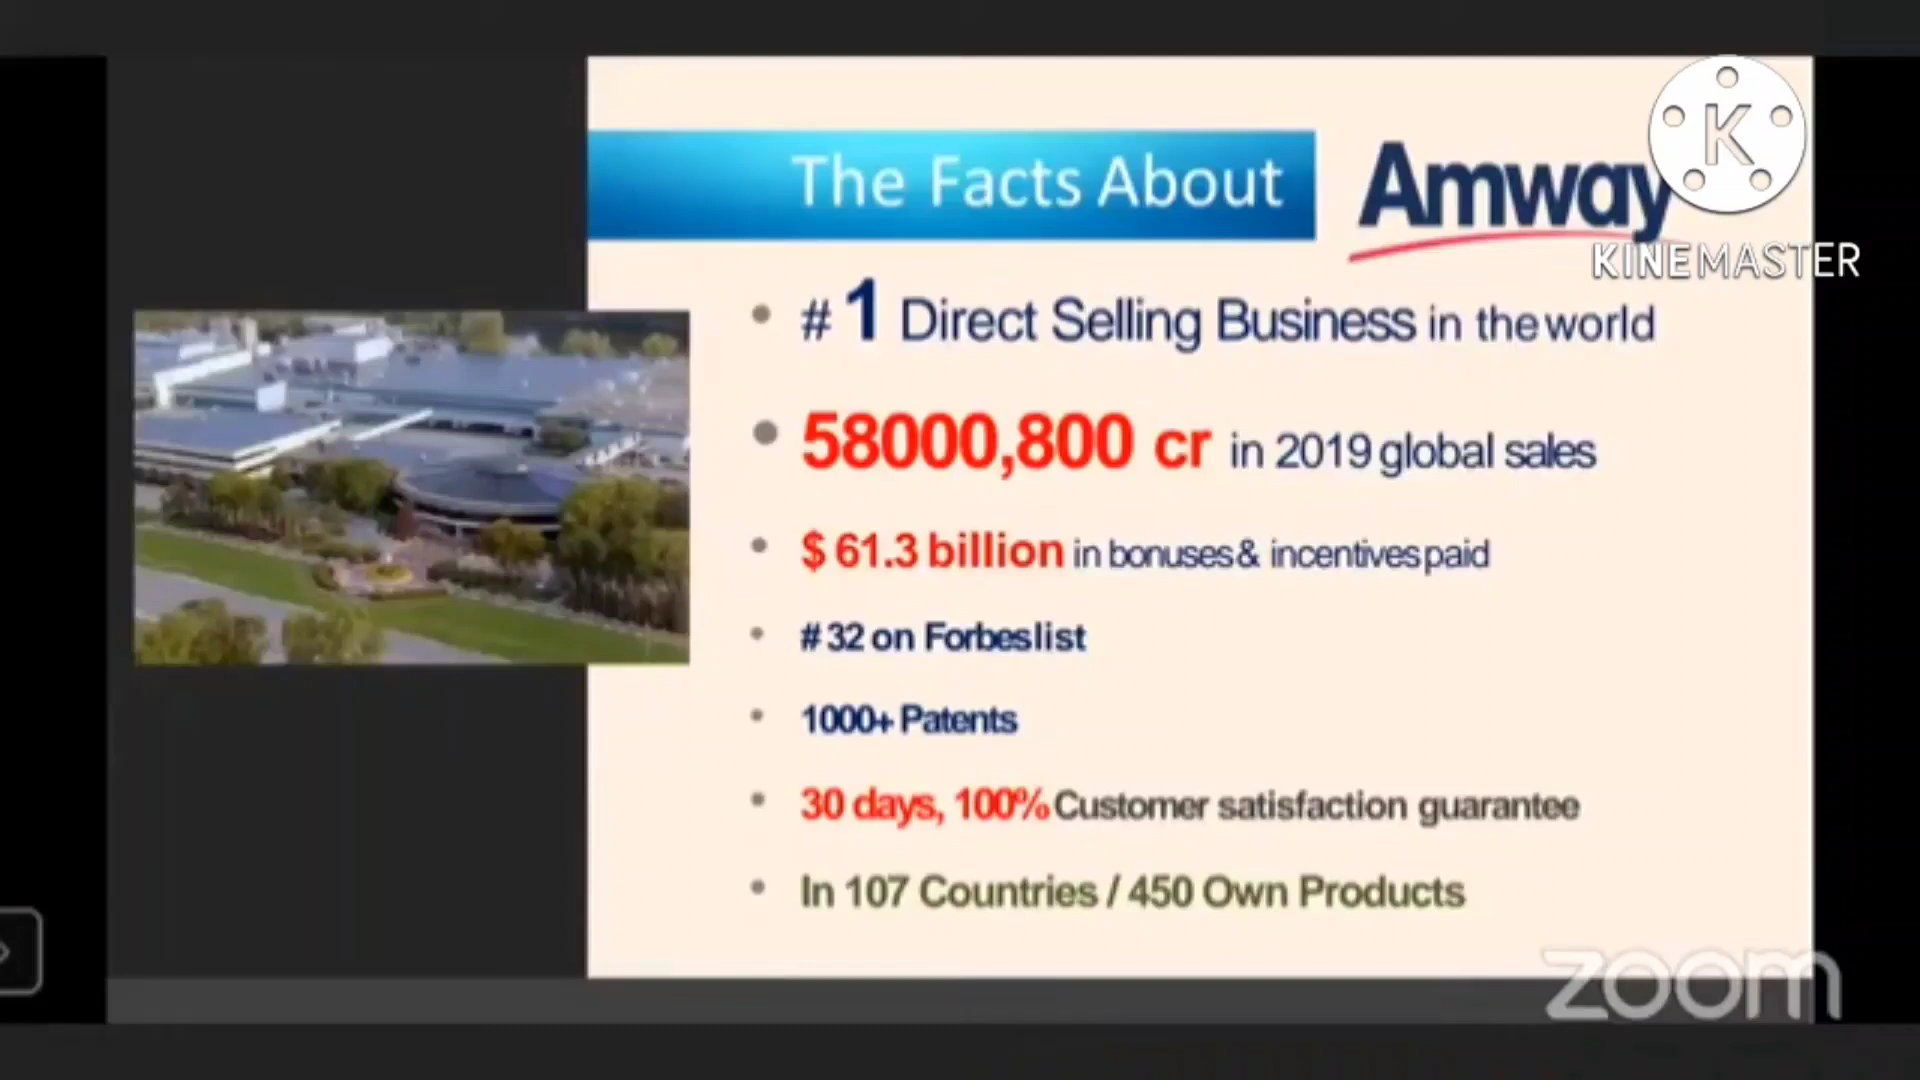 The Facts About Amway
K
KINEMASTER
# 1 Direct Selling Business in the world
58000,800 cr in 2019 global sales
$ 61.3 billion in bonuses & incentives paid
# 32 on Forbes list
1000+ Patents
30 days, 100% Customer satisfaction guarantee
In 107 Countries / 450 Own Products
zoom